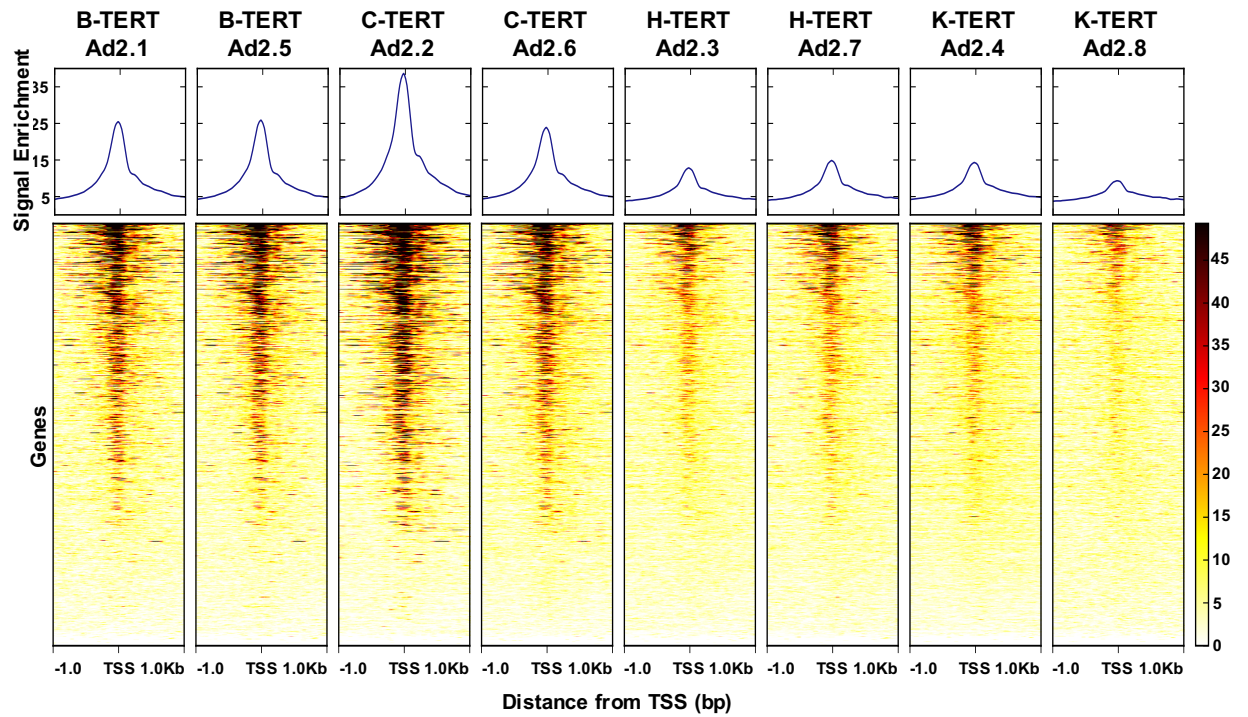 B-TERT B-TERT C-TERT C-TERT H-TERT H-TERT K-TERT K-TERT
Ad2.1 Ad2.5 Ad2.2 Ad2.6 Ad2.3 Ad2.7 Ad2.4 Ad2.8
Signal Enrichment
35
25
15
5
Genes
45
40
35
30
25
20
15
10
5
0
-1.0 TSS 1.0Kb -1.0 TSS 1.0Kb -1.0 TSS 1.0Kb -1.0 TSS 1.0Kb -1.0 TSS 1.0Kb -1.0 TSS 1.0Kb -1.0 TSS 1.0Kb -1.0 TSS 1.0Kb
Distance from TSS (bp)